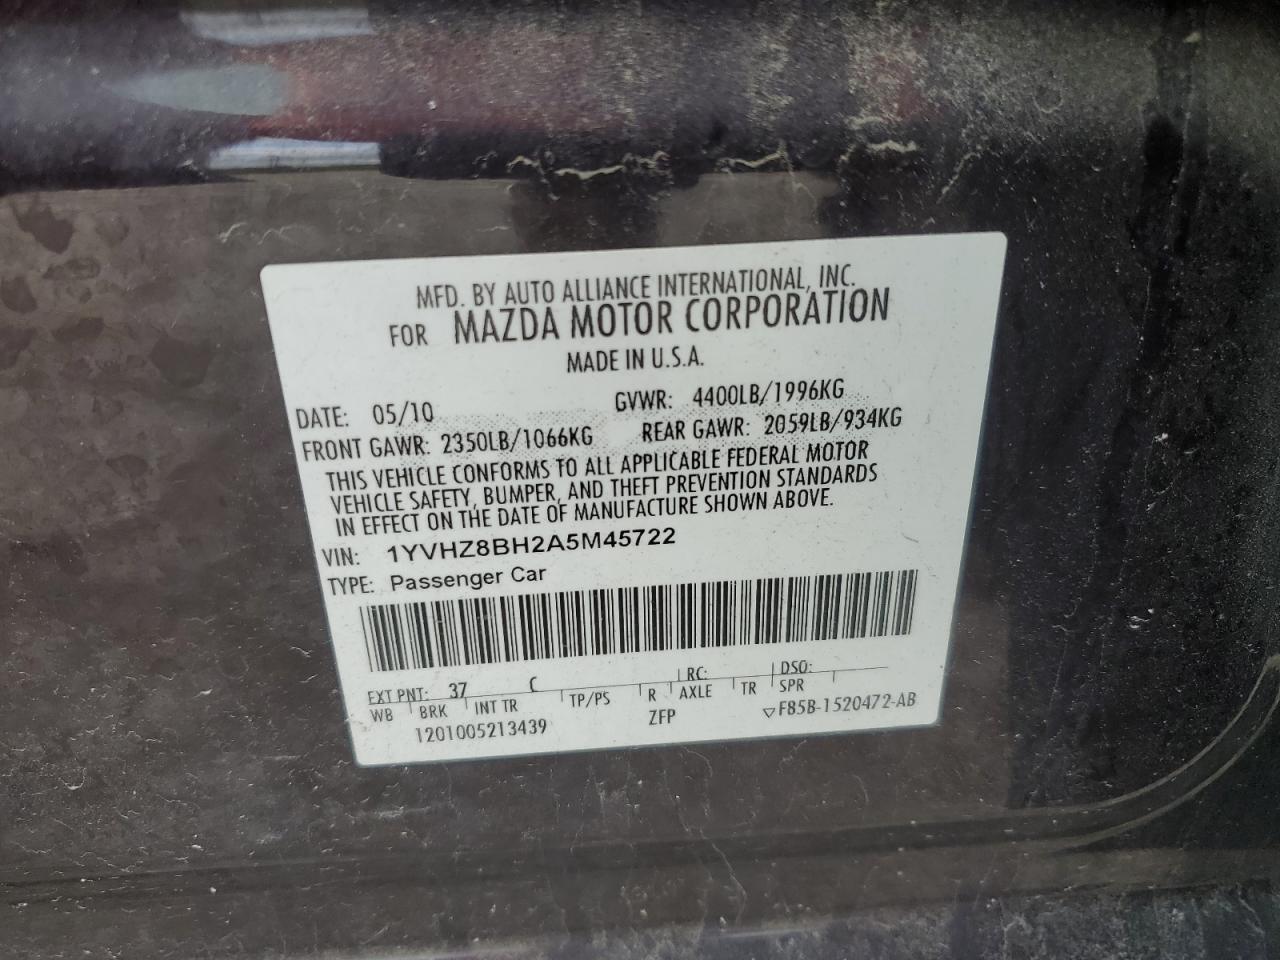 MFD. BY AUTO ALLIANCE INTERNATIONAL, INC.
FOR MAZDA MOTOR CORPORATION
MADE IN U.S.A.
DATE: 05/10 GVWR: 4400LB/1996KG
FRONT GAWR: 2350LB/1066KG REAR GAWR: 2059LB/934KG
THIS VEHICLE CONFORMS TO ALL APPLICABLE FEDERAL MOTOR
VEHICLE SAFETY, BUMPER, AND THEFT PREVENTION STANDARDS
IN EFFECT ON THE DATE OF MANUFACTURE SHOWN ABOVE.
VIN: 1YVHZ8BH2A5M45722
TYPE: Passenger Car
EXT PNT: 37 C RC: DSO:
WB BRK INT TR TP/PS R AXLE TR SPR
1201005213439 ZFP ▽F85B-1520472-AB